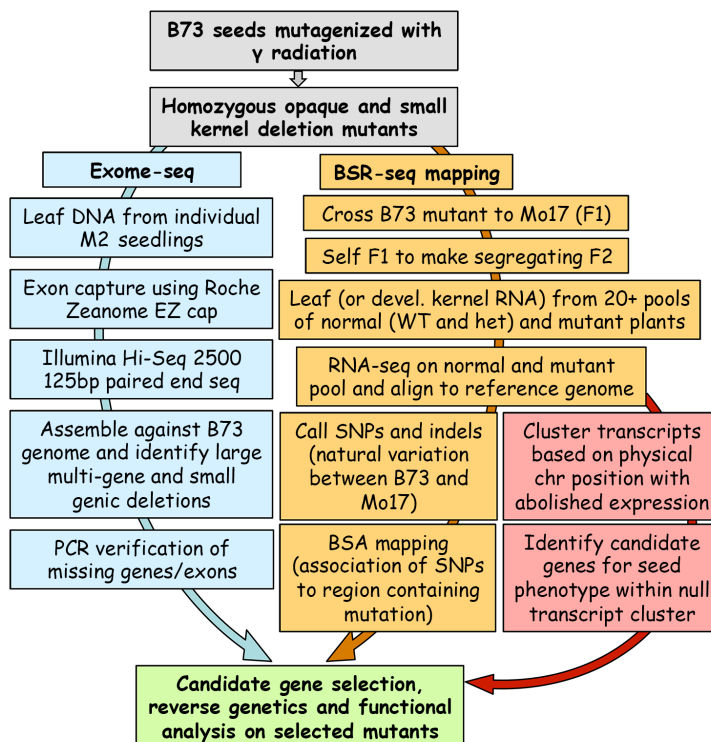 B73 seeds mutagenized with
γ radiation
Homozygous opaque and small
kernel deletion mutants
Exome-seq
Leaf DNA from individual
M2 seedlings
Exon capture using Roche
Zeanome EZ cap
Illumina Hi-Seq 2500
125bp paired end seq
Assemble against B73
genome and identify large
multi-gene and small
genic deletions
PCR verification of
missing genes/exons
BSR-seq mapping
Cross B73 mutant to Mo17 (F1)
Self F1 to make segregating F2
Leaf (or devel. kernel RNA) from 20+ pools
of normal (WT and het) and mutant plants
RNA-seq on normal and mutant
pool and align to reference genome
Call SNPs and indels
(natural variation
between B73 and
Mo17)
BSA mapping
(association of SNPs
to region containing
mutation)
Cluster transcripts
based on physical
chr position with
abolished expression
Identify candidate
genes for seed
phenotype within null
transcript cluster
Candidate gene selection,
reverse genetics and functional
analysis on selected mutants